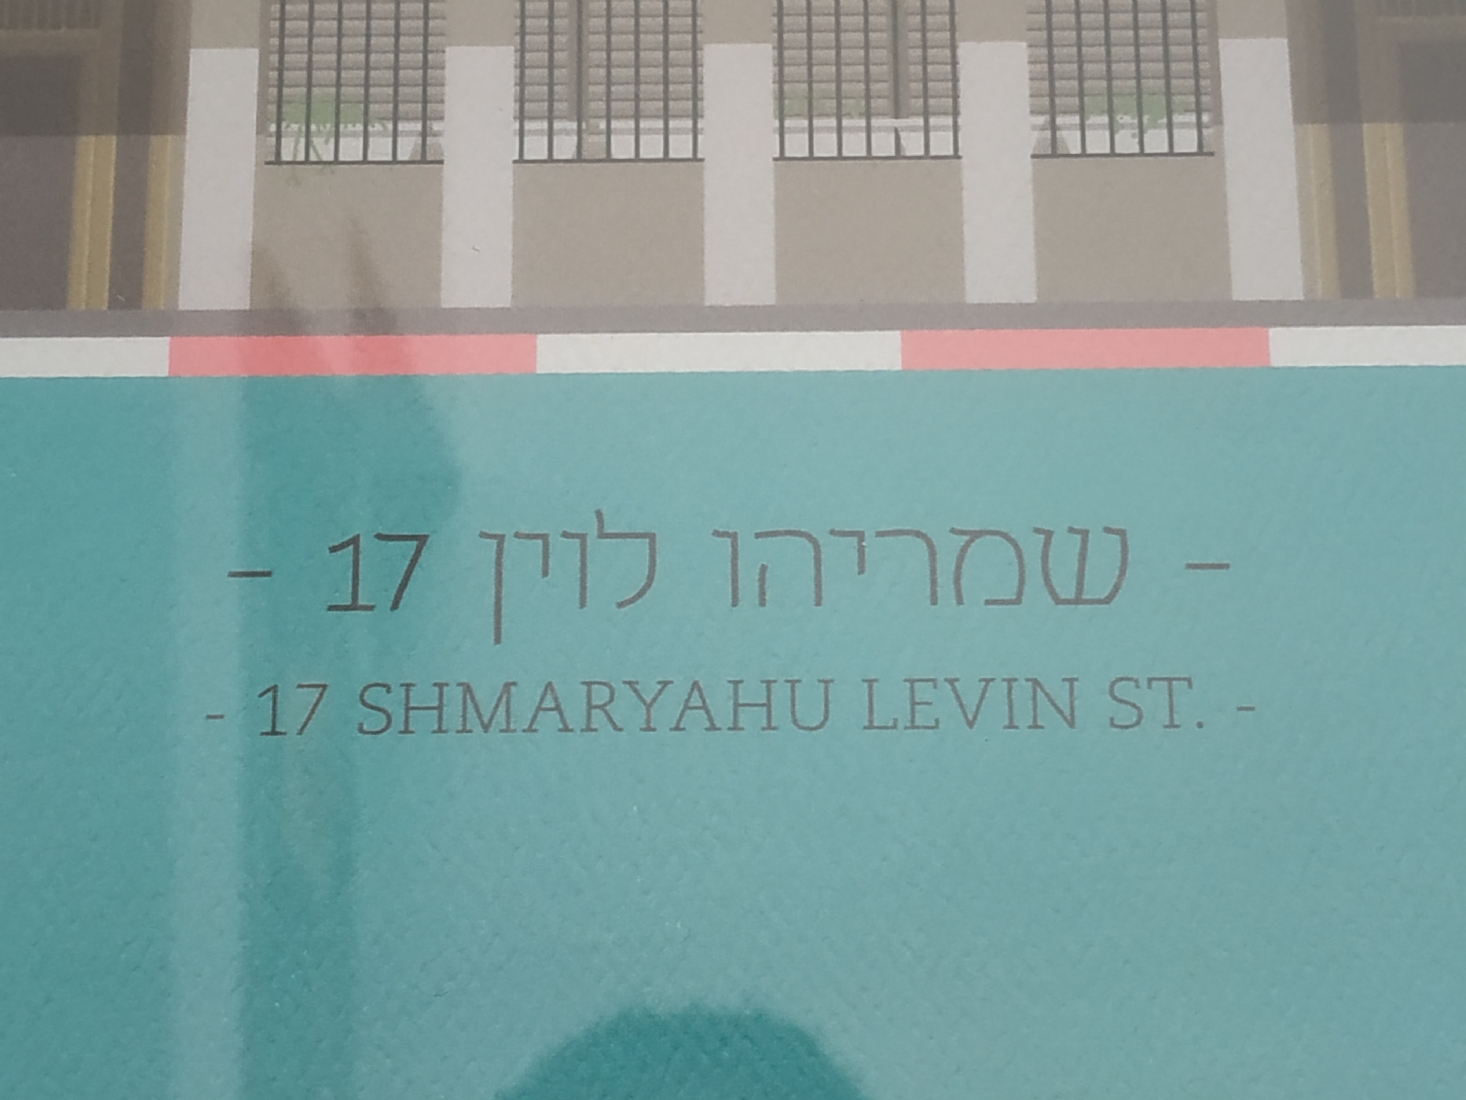 – שמריהו לוין 17 –
- 17 SHMARYAHU LEVIN ST. -